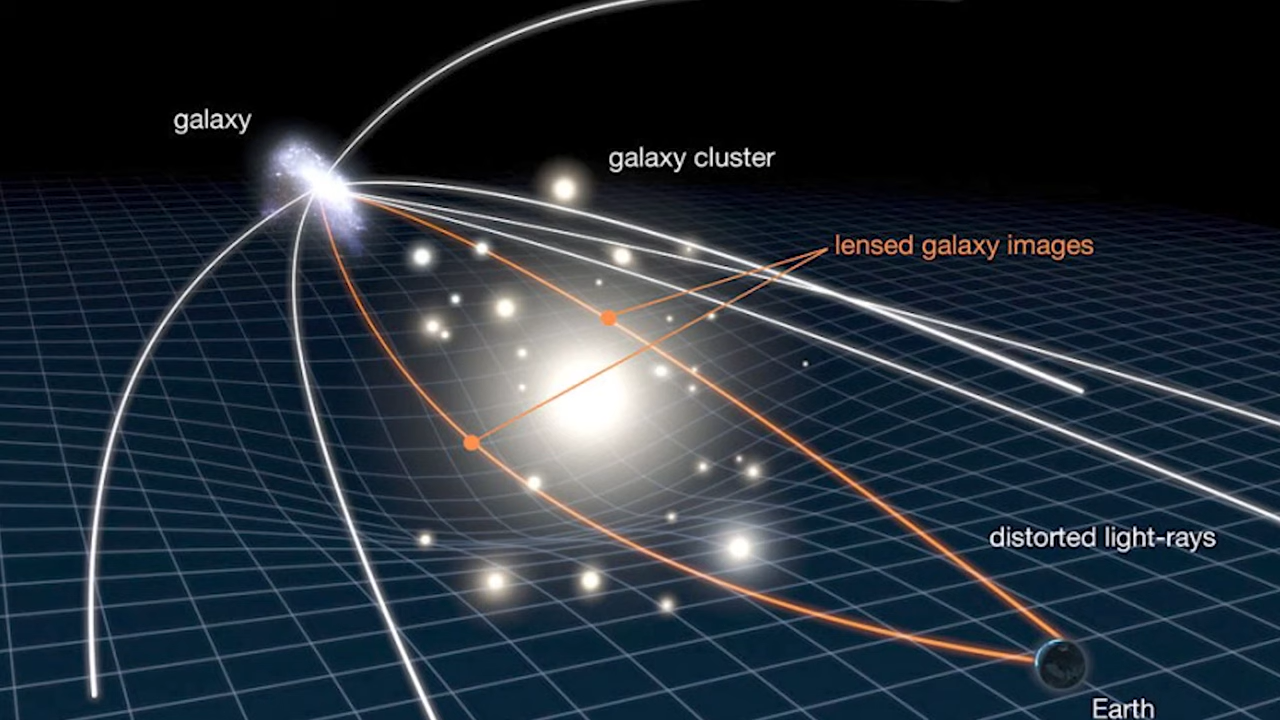 galaxy
galaxy cluster
lensed galaxy images
distorted light-rays
Earth